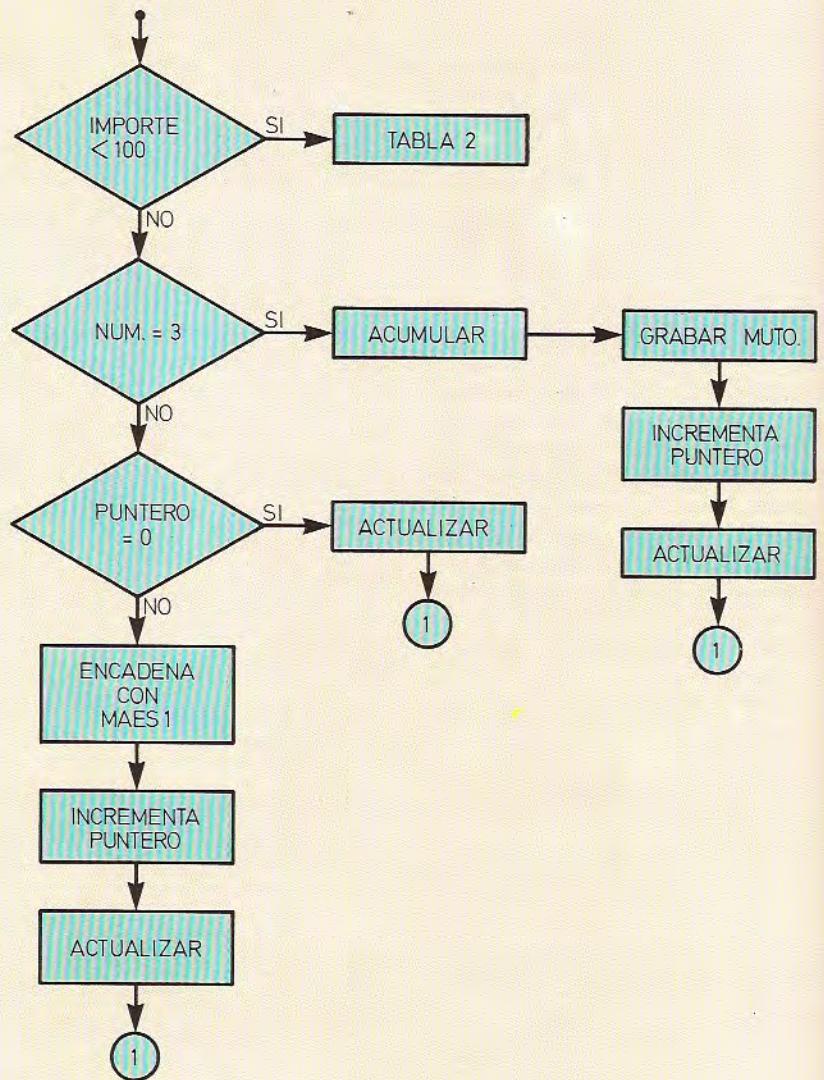 IMPORTE
< 100
SI
TABLA 2
NO
NUM. = 3
SI
ACUMULAR
GRABAR MUTO.
NO
INCREMENTA
PUNTERO
PUNTERO
= 0
SI
ACTUALIZAR
ACTUALIZAR
NO
1
1
ENCADENA
CON
MAES 1
INCREMENTA
PUNTERO
ACTUALIZAR
1